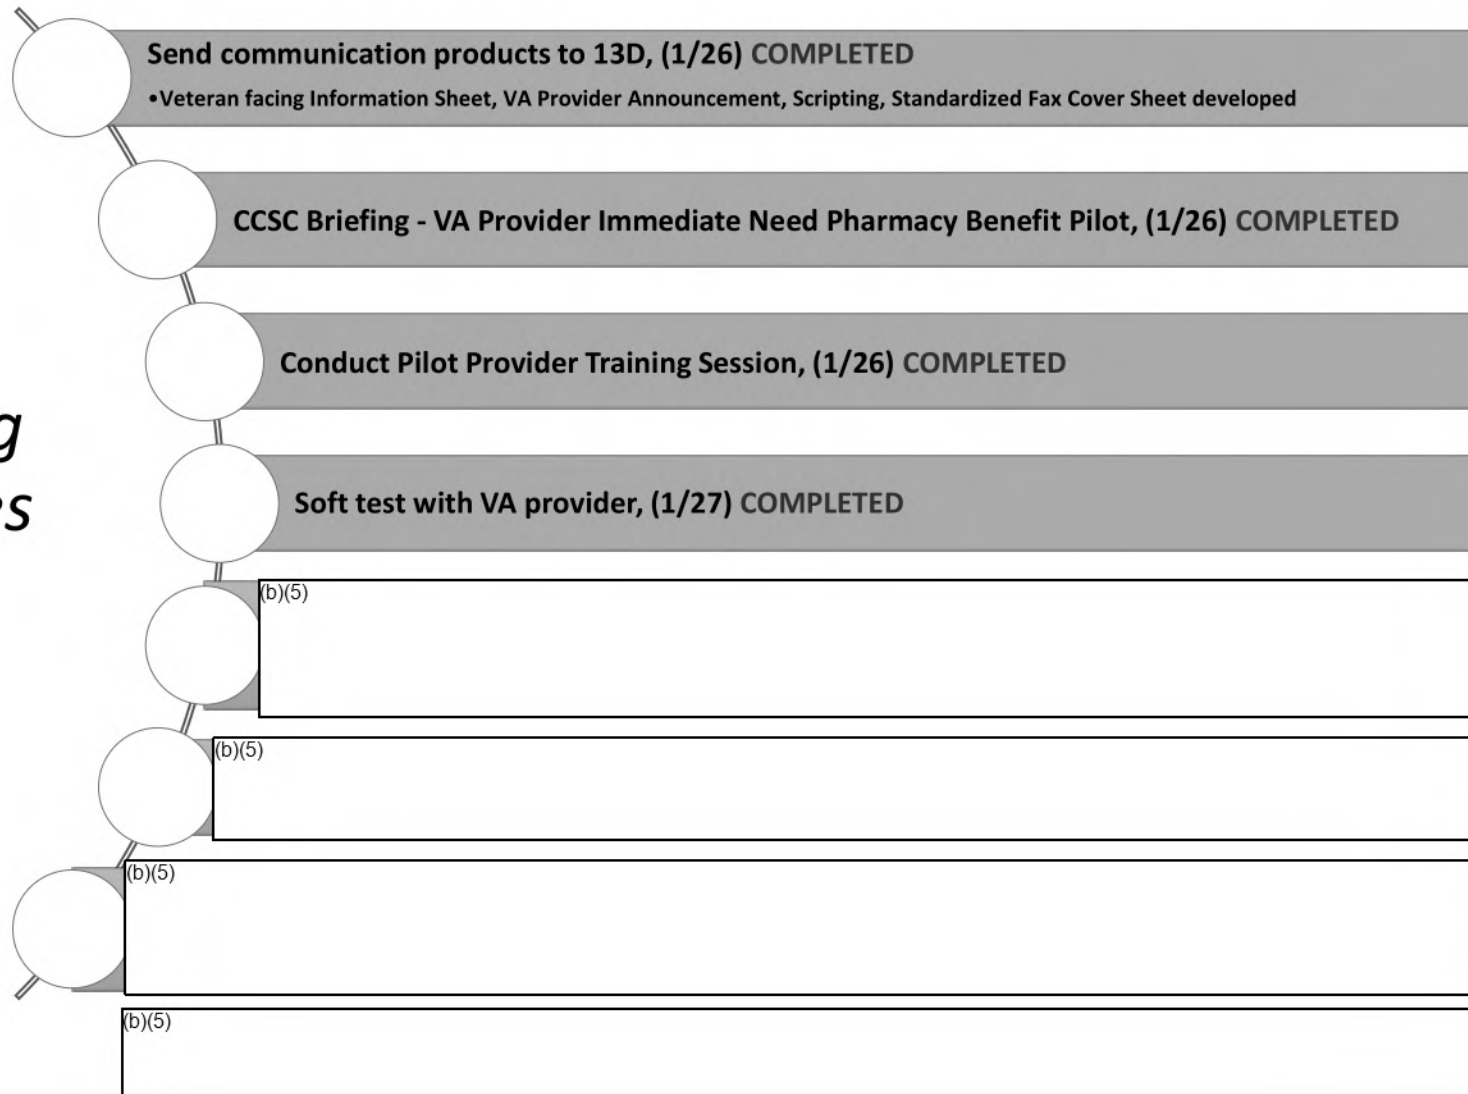 Send communication products to 13D, (1/26) COMPLETED
•Veteran facing Information Sheet, VA Provider Announcement, Scripting, Standardized Fax Cover Sheet developed
CCSC Briefing - VA Provider Immediate Need Pharmacy Benefit Pilot, (1/26) COMPLETED
Conduct Pilot Provider Training Session, (1/26) COMPLETED
Soft test with VA provider, (1/27) COMPLETED
(b)(5)
(b)(5)
(b)(5)
(b)(5)